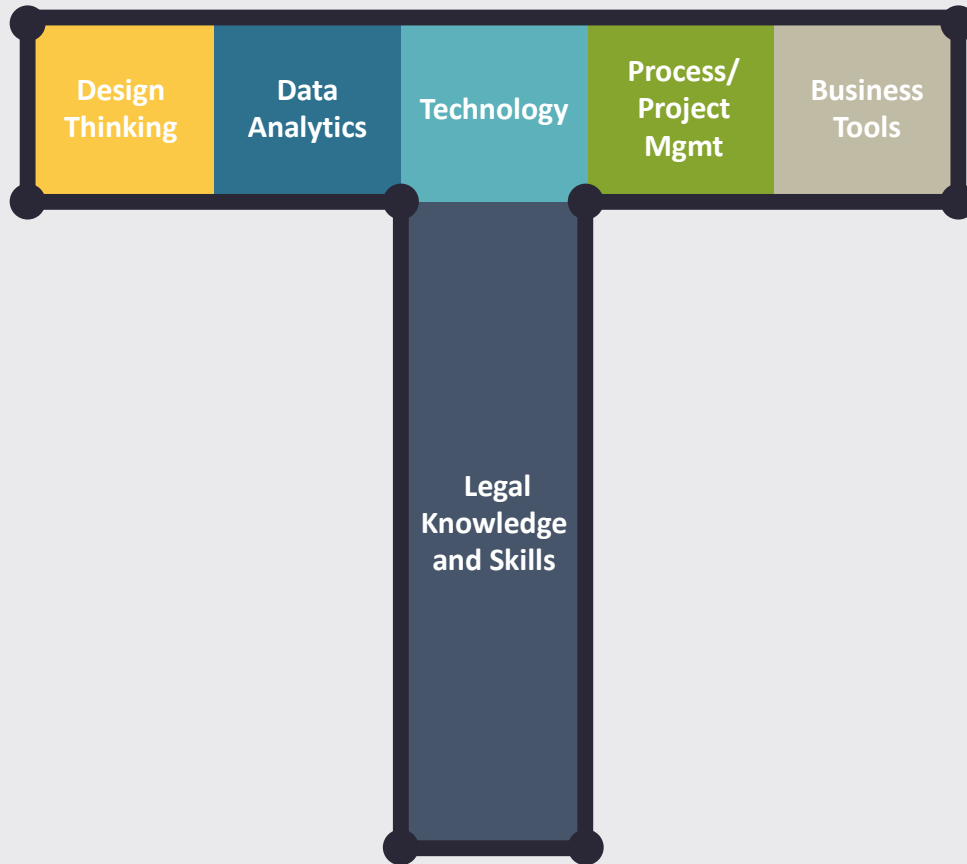 Design
Thinking
Data
Analytics
Technology
Process/
Project
Mgmt
Business
Tools
Legal
Knowledge
and Skills